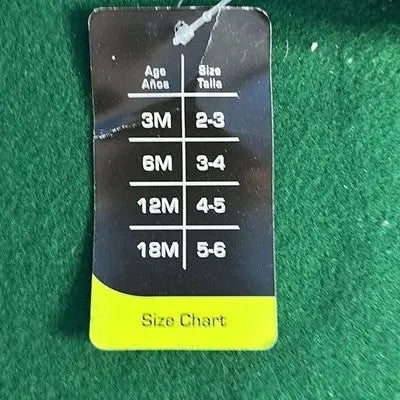 Age Size
Años Talla
3M 2-3
6M 3-4
12M 4-5
18M 5-6
Size Chart